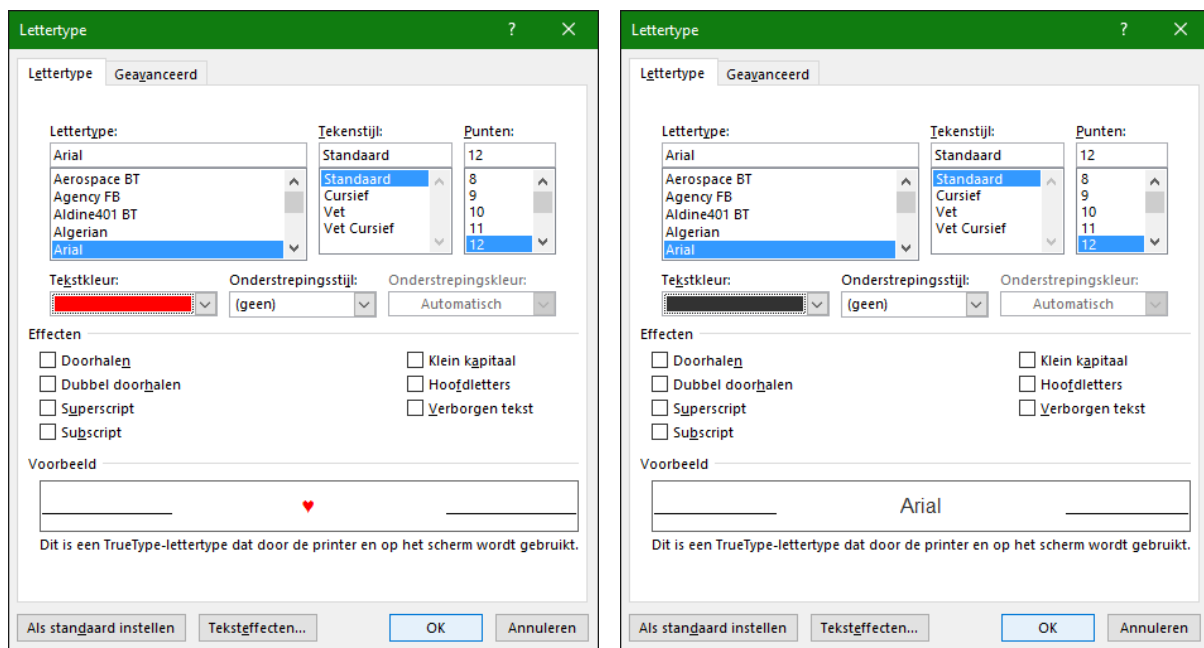 Lettertype ?
Lettertype Geavanceerd
Lettertype: Tekenstijl: Punten:
Arial Standaard 12
Aerospace BT Standaard 8
Agency FB Cursief 9
Aldine401 BT Vet 10
Algerian Vet Cursief 11
Arial 12
Tekstkleur: Onderstrepingsstijl: Onderstrepingskleur:
(geen) Automatisch
Effecten
Doorhalen Klein kapitaal
Dubbel doorhalen Hoofdletters
Superscript Verborgen tekst
Subscript
Voorbeeld
♥
Dit is een TrueType-lettertype dat door de printer en op het scherm wordt gebruikt.
Als standaard instellen Teksteffecten... OK Annuleren
Lettertype ?
Lettertype Geavanceerd
Lettertype: Tekenstijl: Punten:
Arial Standaard 12
Aerospace BT Standaard 8
Agency FB Cursief 9
Aldine401 BT Vet 10
Algerian Vet Cursief 11
Arial 12
Tekstkleur: Onderstrepingsstijl: Onderstrepingskleur:
(geen) Automatisch
Effecten
Doorhalen Klein kapitaal
Dubbel doorhalen Hoofdletters
Superscript Verborgen tekst
Subscript
Voorbeeld
Arial
Dit is een TrueType-lettertype dat door de printer en op het scherm wordt gebruikt.
Als standaard instellen Teksteffecten... OK Annuleren